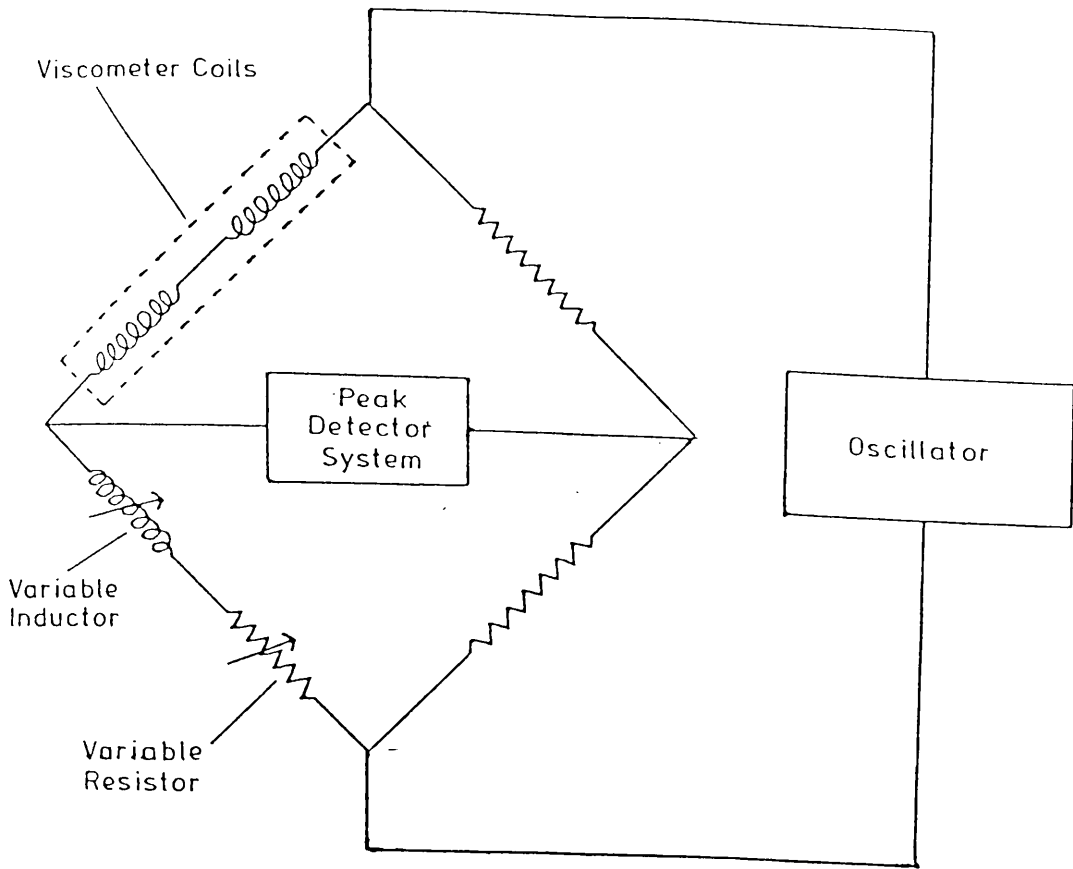 Viscometer Coils
Peak
Detector
System
Oscillator
Variable
Inductor
Variable
Resistor